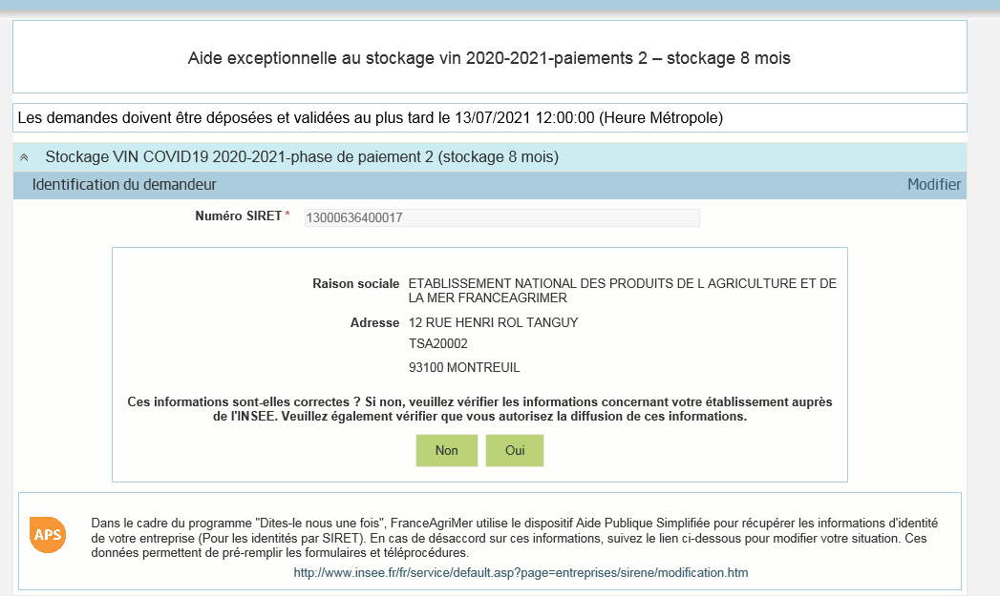 Aide exceptionnelle au stockage vin 2020-2021-paiements 2 – stockage 8 mois
Les demandes doivent être déposées et validées au plus tard le 13/07/2021 12:00:00 (Heure Métropole)
Stockage VIN COVID19 2020-2021-phase de paiement 2 (stockage 8 mois)
Identification du demandeur Modifier
Numéro SIRET * 13000636400017
Raison sociale ETABLISSEMENT NATIONAL DES PRODUITS DE L AGRICULTURE ET DE
LA MER FRANCEAGRIMER
Adresse 12 RUE HENRI ROL TANGUY
TSA20002
93100 MONTREUIL
Ces informations sont-elles correctes ? Si non, veuillez vérifier les informations concernant votre établissement auprès
de l'INSEE. Veuillez également vérifier que vous autorisez la diffusion de ces informations.
Non Oui
APS
Dans le cadre du programme "Dites-le nous une fois", FranceAgriMer utilise le dispositif Aide Publique Simplifiée pour récupérer les informations d'identité
de votre entreprise (Pour les identités par SIRET). En cas de désaccord sur ces informations, suivez le lien ci-dessous pour modifier votre situation. Ces
données permettent de pré-remplir les formulaires et téléprocédures.
http://www.insee.fr/fr/service/default.asp?page=entreprises/sirene/modification.htm